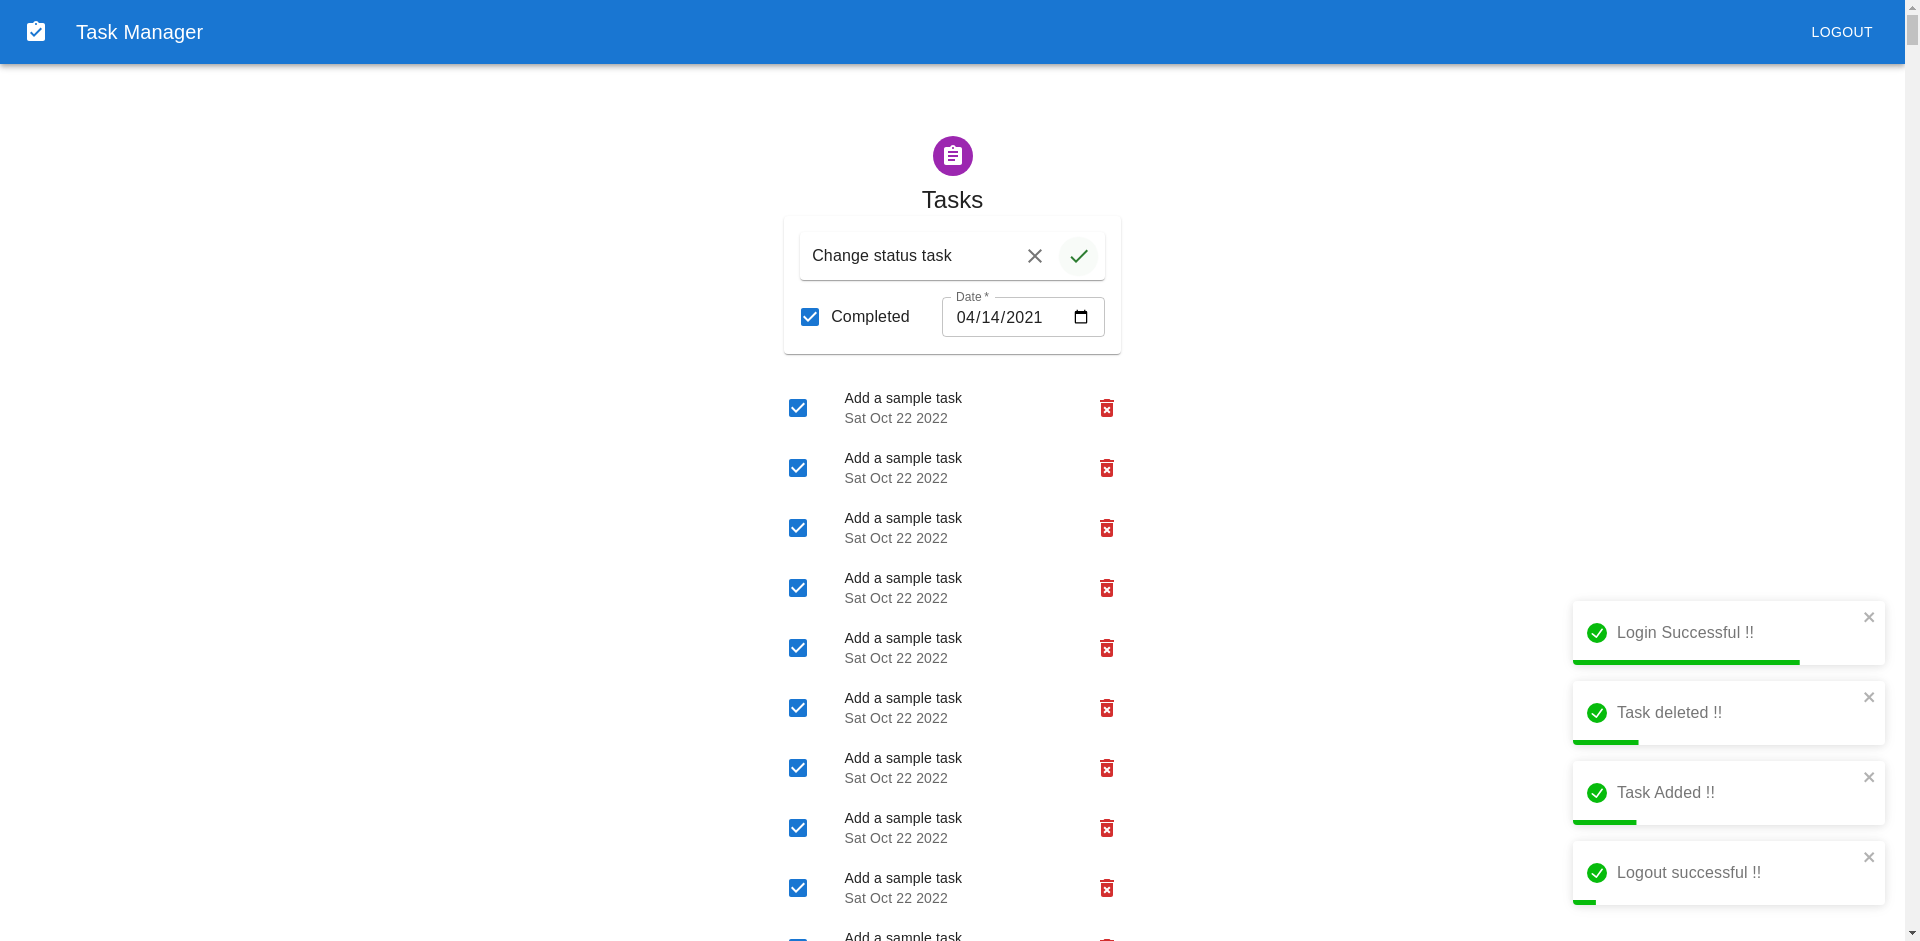 Task Manager
LOGOUT
Tasks
Change status task
Completed
Date *
04/14/2021
Add a sample task
Sat Oct 22 2022
Add a sample task
Sat Oct 22 2022
Add a sample task
Sat Oct 22 2022
Add a sample task
Sat Oct 22 2022
Add a sample task
Sat Oct 22 2022
Add a sample task
Sat Oct 22 2022
Add a sample task
Sat Oct 22 2022
Add a sample task
Sat Oct 22 2022
Add a sample task
Sat Oct 22 2022
Add a sample task
Login Successful !!
Task deleted !!
Task Added !!
Logout successful !!